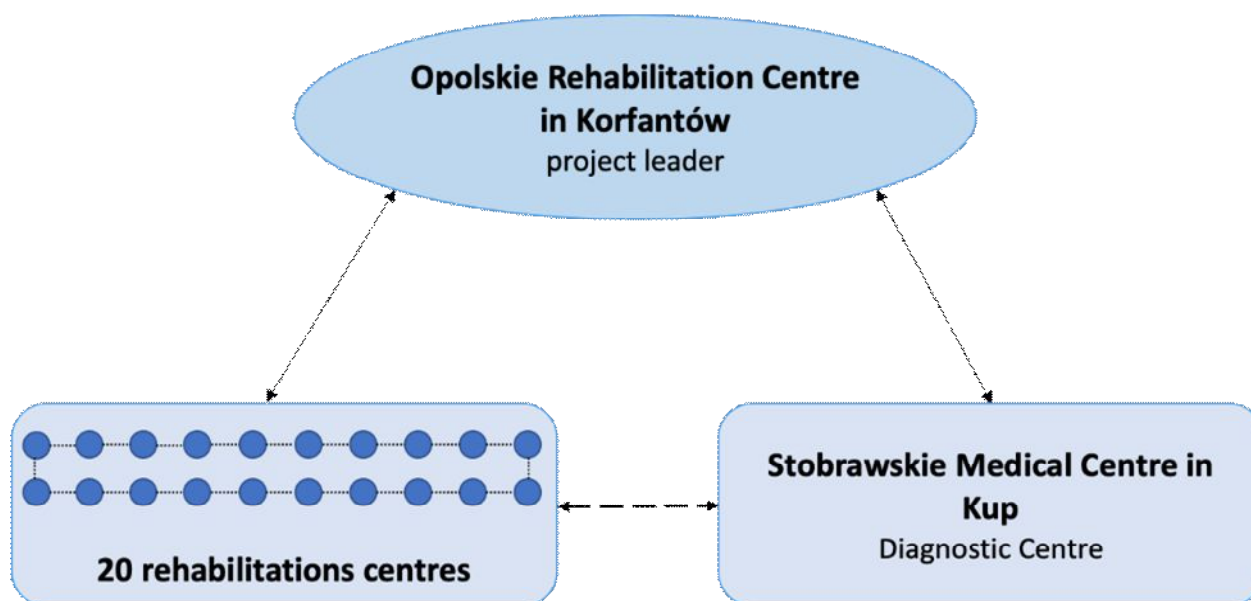 Opolskie Rehabilitation Centre
in Korfantów
project leader
20 rehabilitations centres
Stobrawskie Medical Centre in
Kup
Diagnostic Centre